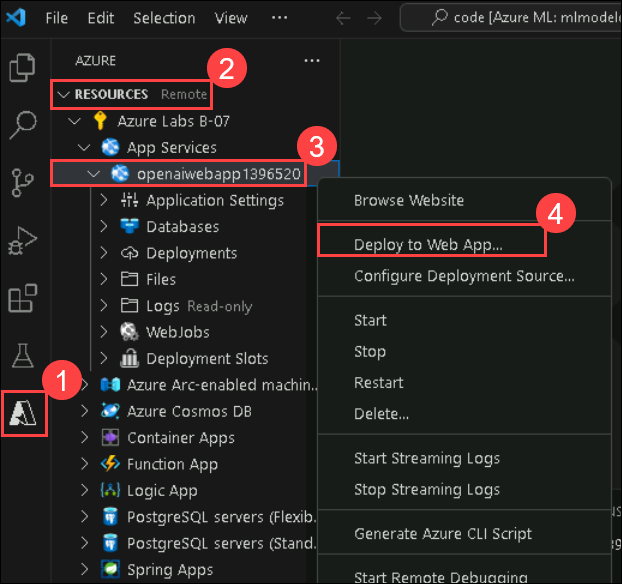 File Edit Selection View ··· ← → code [Azure ML: mlmodel
AZURE ···
2
RESOURCES Remote
Azure Labs B-07
App Services
3
openaiwebapp1396520
Application Settings
Databases
Deployments
Files
Logs Read-only
WebJobs
Deployment Slots
1
Azure Arc-enabled machin...
Azure Cosmos DB
Container Apps
Function App
Logic App
PostgreSQL servers (Flexib...
PostgreSQL servers (Stand...
Spring Apps
Browse Website
4
Deploy to Web App...
Configure Deployment Source...
Start
Stop
Restart
Delete...
Start Streaming Logs
Stop Streaming Logs
Generate Azure CLI Script
Start Remote Debugging